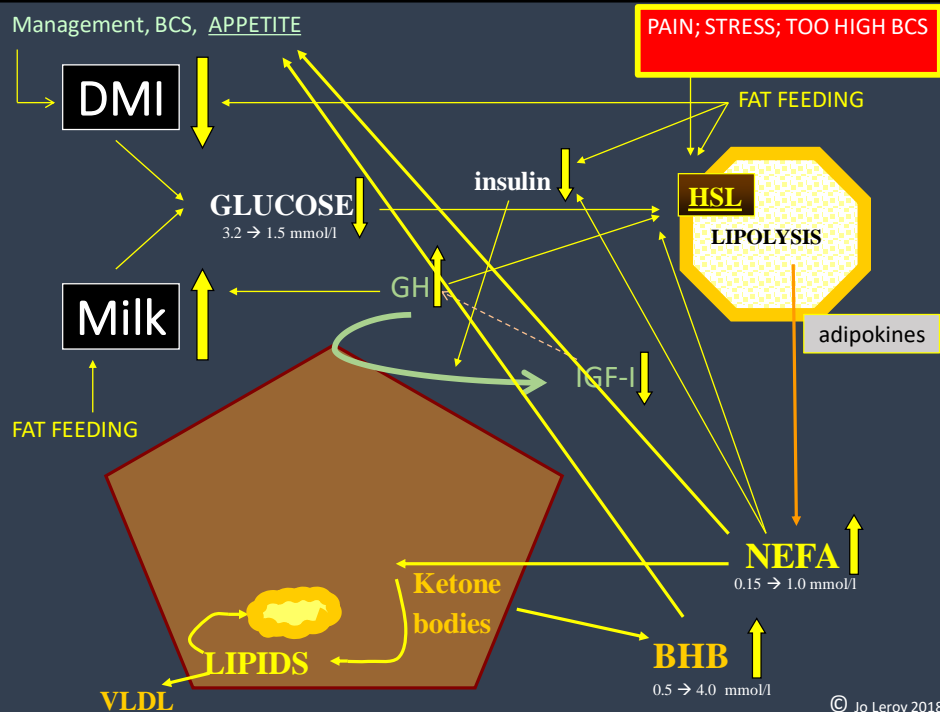 Management, BCS, APPETITE
PAIN; STRESS; TOO HIGH BCS
DMI
FAT FEEDING
insulin
HSL
GLUCOSE
3.2 → 1.5 mmol/l
LIPOLYSIS
GH
Milk
adipokines
IGF-I
FAT FEEDING
NEFA
0.15 → 1.0 mmol/l
Ketone
bodies
LIPIDS
BHB
0.5 → 4.0 mmol/l
VLDL
© Jo Leroy 2018